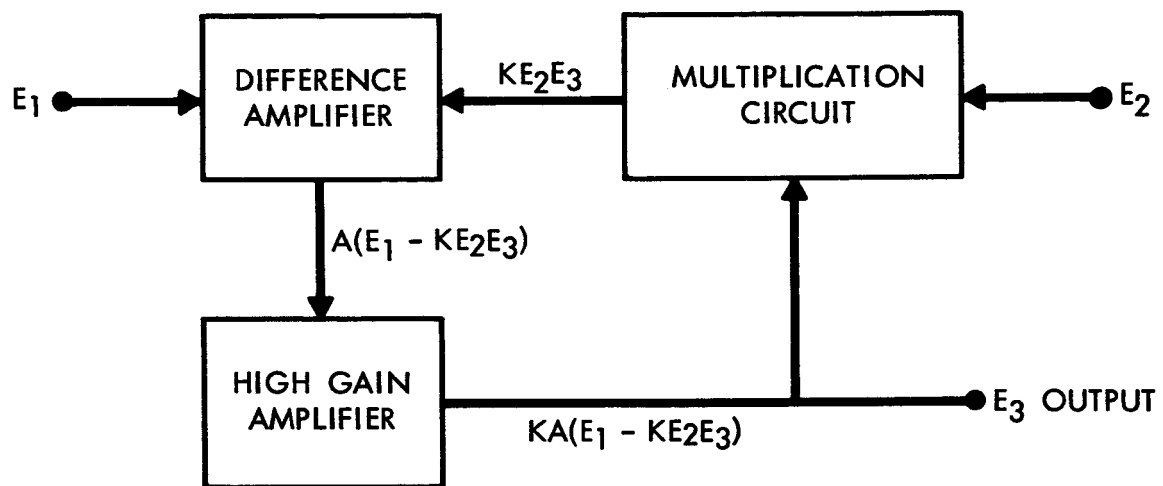 E₁
DIFFERENCE
AMPLIFIER
KE₂E₃
MULTIPLICATION
CIRCUIT
E₂
A(E₁ - KE₂E₃)
HIGH GAIN
AMPLIFIER
KA(E₁ - KE₂E₃)
E₃ OUTPUT